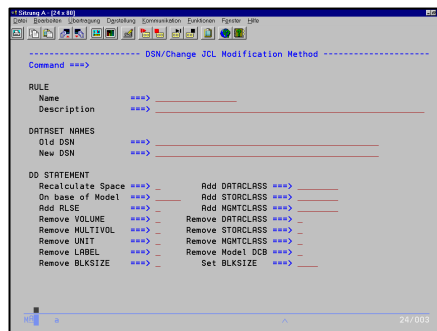 Sitzung A - [24 x 80]
Datei Bearbeiten Übertragung Darstellung Kommunikation Funktionen Fenster Hilfe
---------------------- DSN/Change JCL Modification Method ----------------------
Command ===>
RULE
Name ===>
Description ===>
DATASET NAMES
Old DSN ===>
New DSN ===>
DD STATEMENT
Recalculate Space ===> _ Add DATACLASS ===>
On base of Model ===> Add STORCLASS ===>
Add RLSE ===> _ Add MGMTCLASS ===>
Remove VOLUME ===> _ Remove DATACLASS ===> _
Remove MULTIVOL ===> _ Remove STORCLASS ===> _
Remove UNIT ===> _ Remove MGMTCLASS ===> _
Remove LABEL ===> _ Remove Model DCB ===> _
Remove BLKSIZE ===> _ Set BLKSIZE ===>
a 24/003